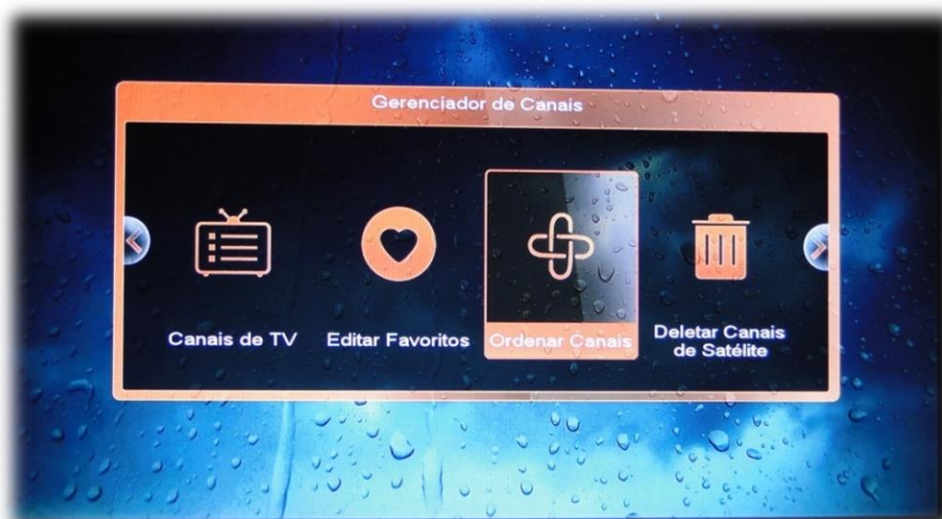 Gerenciador de Canais
Canais de TV
Editar Favoritos
Ordenar Canais
Deletar Canais
de Satélite